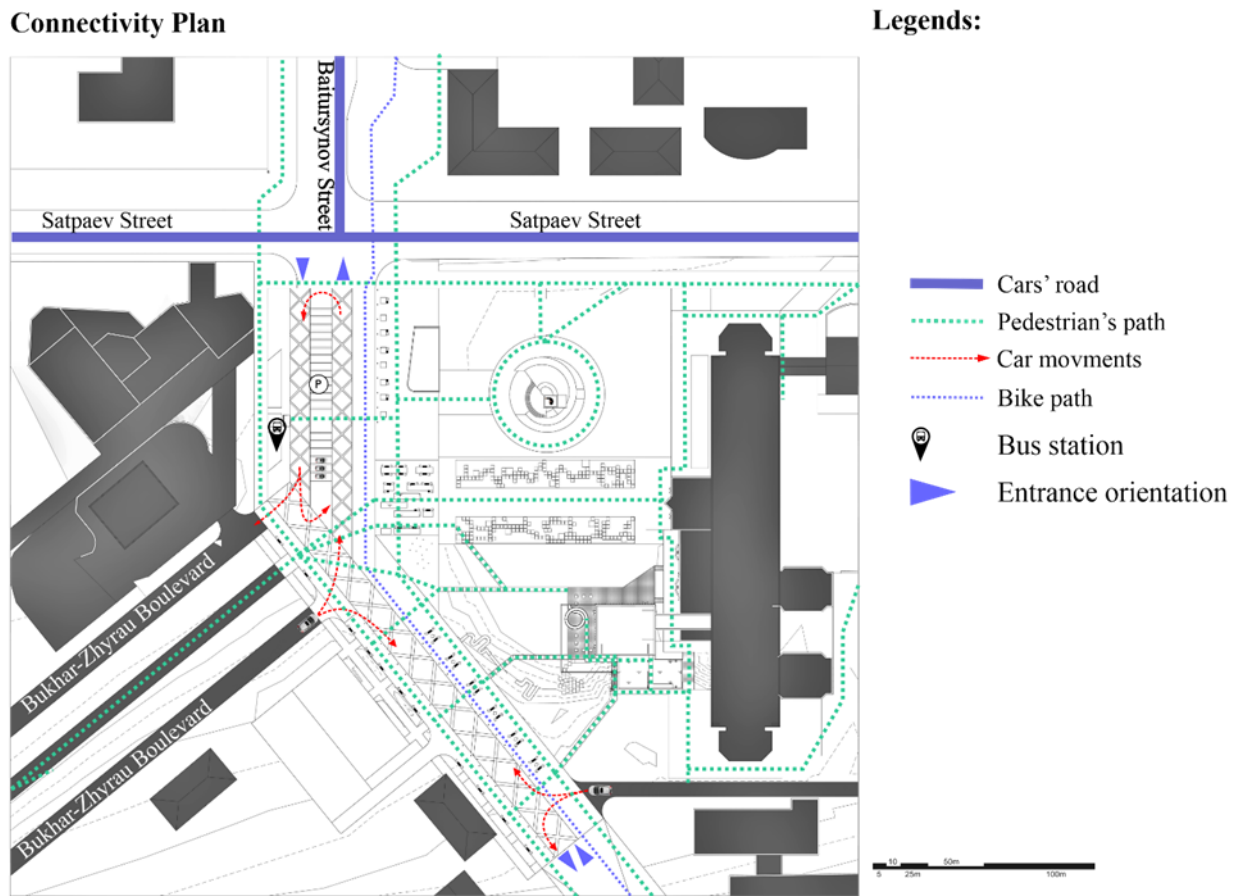 Connectivity Plan
Legends:
Baitursynov Street
Satpaev Street
Satpaev Street
Cars' road
Pedestrian's path
Car movments
Bike path
Bus station
Entrance orientation
P
Bukhar-Zhyrau Boulevard
Bukhar-Zhyrau Boulevard
10 50m
5 25m 100m